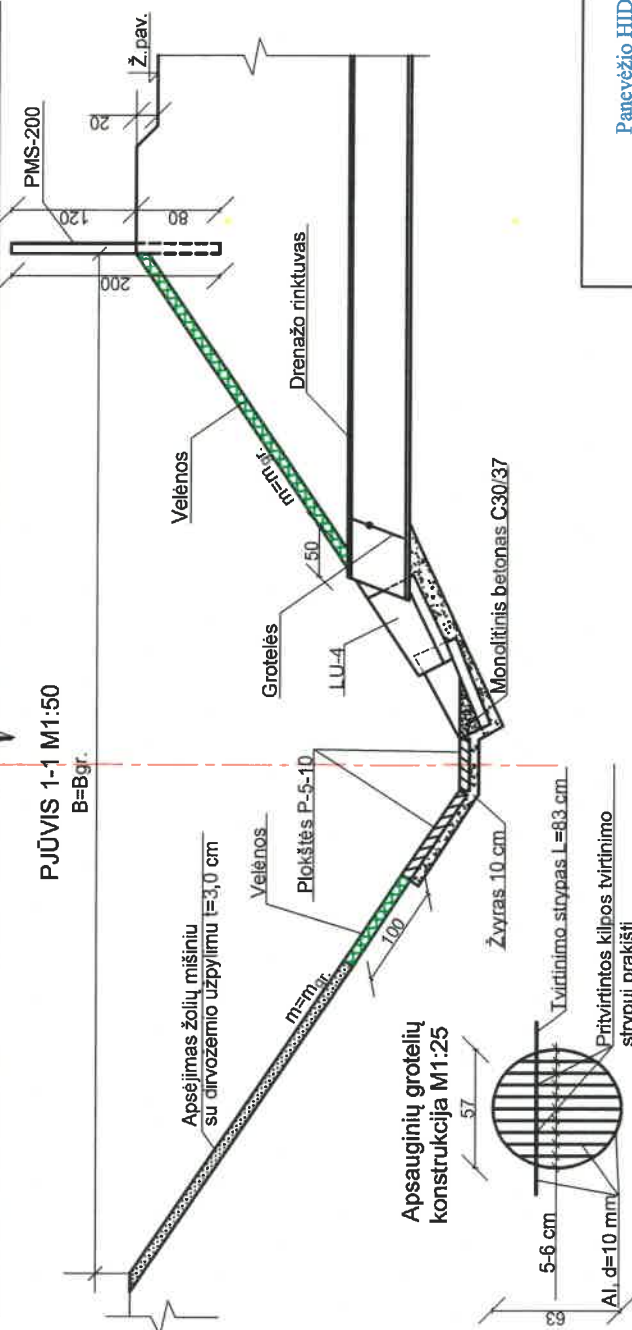 PJŪVIS 1-1 M1:50
B=Bgr.
PMS-200
Ž.pav.
20
120
80
200
Velėnos
m=mgr.
Drenažo rinktuvas
50
Grotelės
LU-4
Monolitinis betonas C30/37
Apsėjimas žolių mišiniu
su dirvožemio užpylimu t=3,0 cm
m=mgr.
Velėnos
Plokštės P-5-10
100
Žvyras 10 cm
Apsauginių grotelių
konstrukcija M1:25
57
Tvirtinimo strypas L=83 cm
Pritvirtintos kilpos tvirtinimo
strypui prakišti
5-6 cm
AI, d=10 mm
63
Panevėžio HID